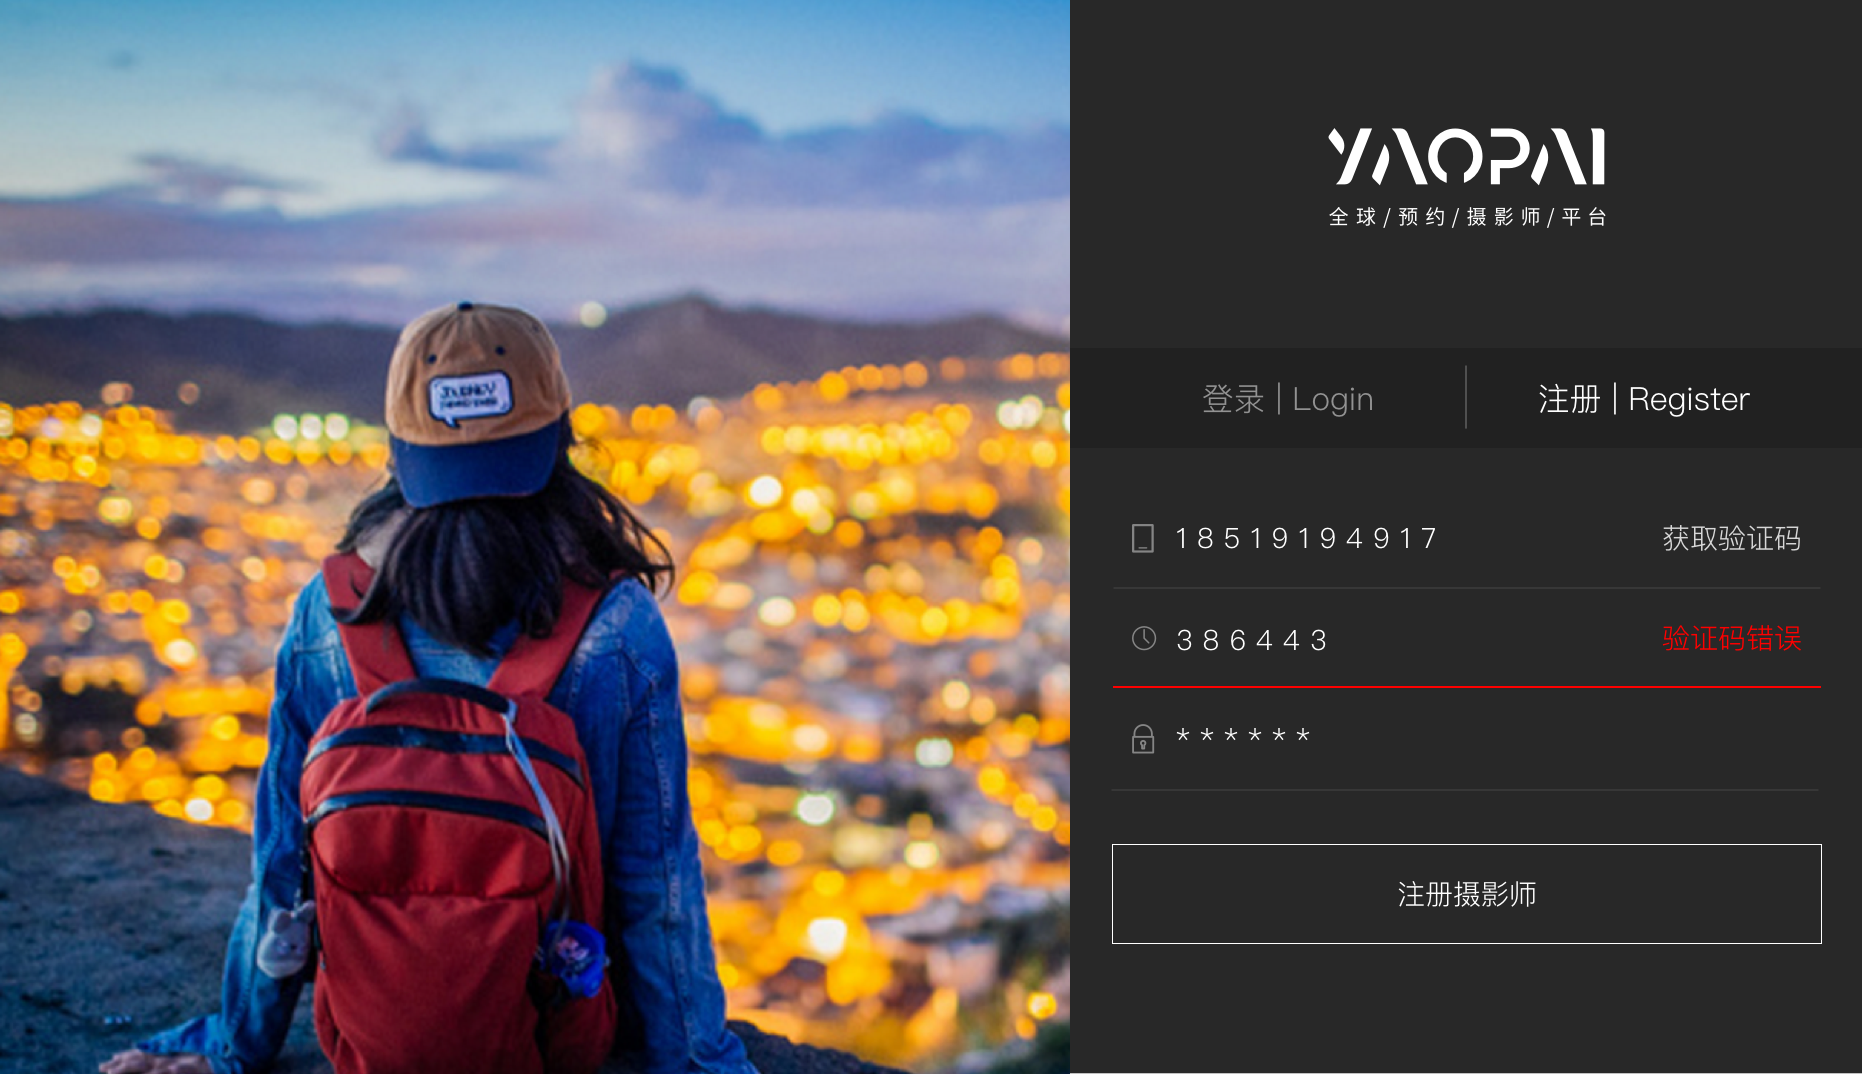 YAOPAI
全球/预约/摄影师/平台
登录 | Login
注册 | Register
18519194917
获取验证码
386443
验证码错误
******
注册摄影师